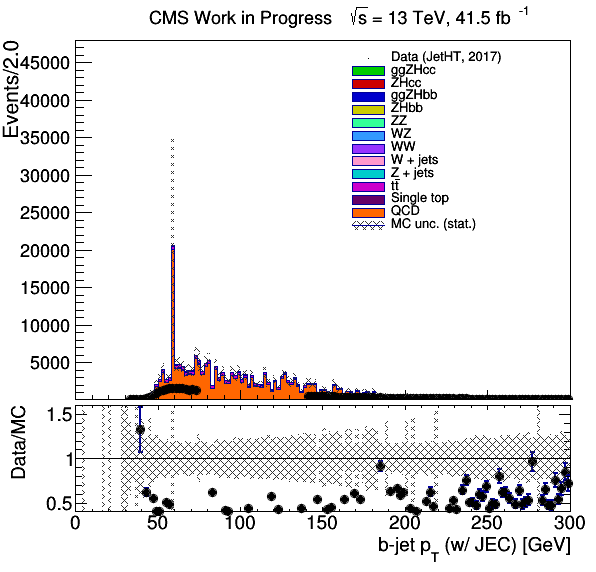 CMS Work in Progress √s = 13 TeV, 41.5 fb⁻¹
Events/2.0
45000
40000
35000
30000
25000
20000
15000
10000
5000
Data (JetHT, 2017)
ggZHcc
ZHcc
ggZHbb
ZHbb
ZZ
WZ
WW
W + jets
Z + jets
tt̄
Single top
QCD
MC unc. (stat.)
Data/MC
1.5
1
0.5
0 50 100 150 200 250 300
b-jet p_T (w/ JEC) [GeV]